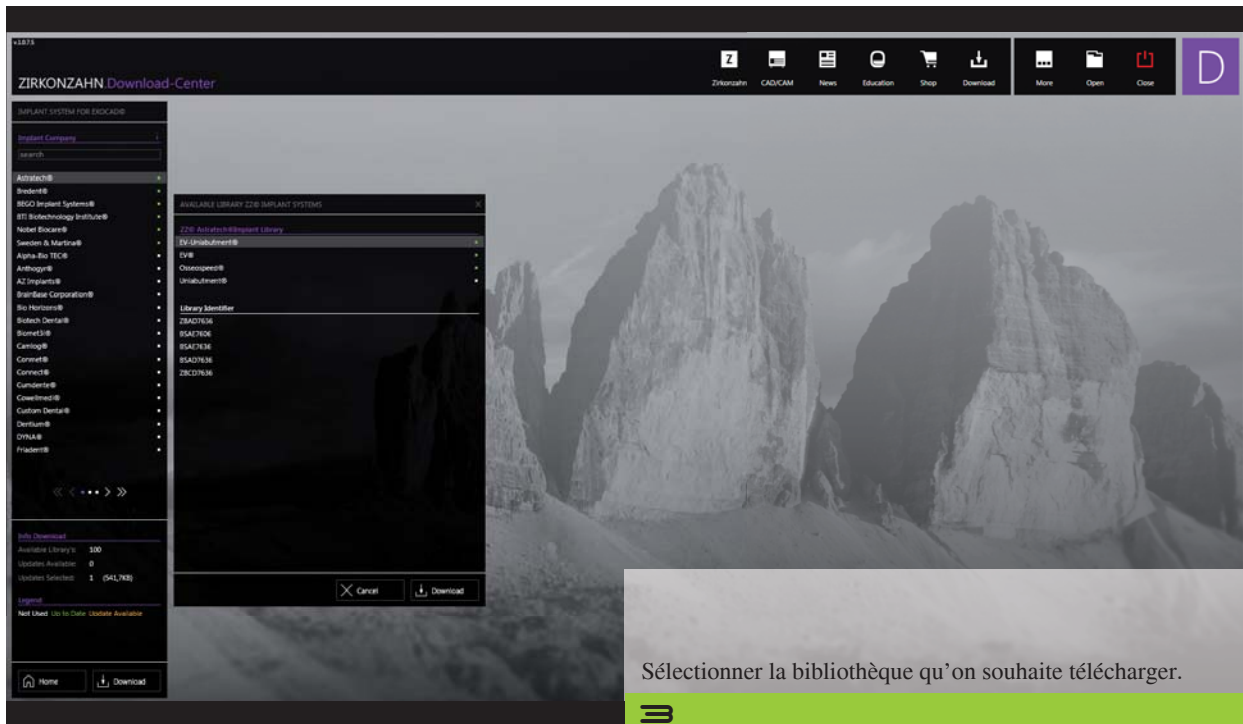 v.1.0.7.5
ZIRKONZAHN.Download-Center
Zirkonzahn
CAD/CAM
News
Education
Shop
Download
More
Open
Close
D
IMPLANT SYSTEM FOR EXOCAD®
Implant Company
search
Astratech®
Bredent®
BEGO Implant Systems®
BTI Biotechnology Institute®
Nobel Biocare®
Sweden & Martina®
Alpha-Bio TEC®
Anthogyr®
AZ Implants®
BrainBase Corporation®
Bio Horizons®
Biotech Dental®
Biomet3i®
Camlog®
Conmet®
Connect®
Cumdente®
Cowellmedi®
Custom Dental®
Dentium®
DYNA®
Friadent®
Info Download
Available Library's: 100
Updates Available: 0
Updates Selected: 1 (541,7KB)
Legend
Not Used Up to Date Update Available
Home
Download
AVAILABLE LIBRARY ZZ® IMPLANT SYSTEMS
X
ZZ® Astratech®Implant Library
EV-Uniabutment®
EV®
Osseospeed®
Uniabutment®
Library Identifier
ZBAD7636
BSAE7606
BSAE7636
BSAD7636
ZBCD7636
Cancel
Download
Sélectionner la bibliothèque qu'on souhaite télécharger.
3